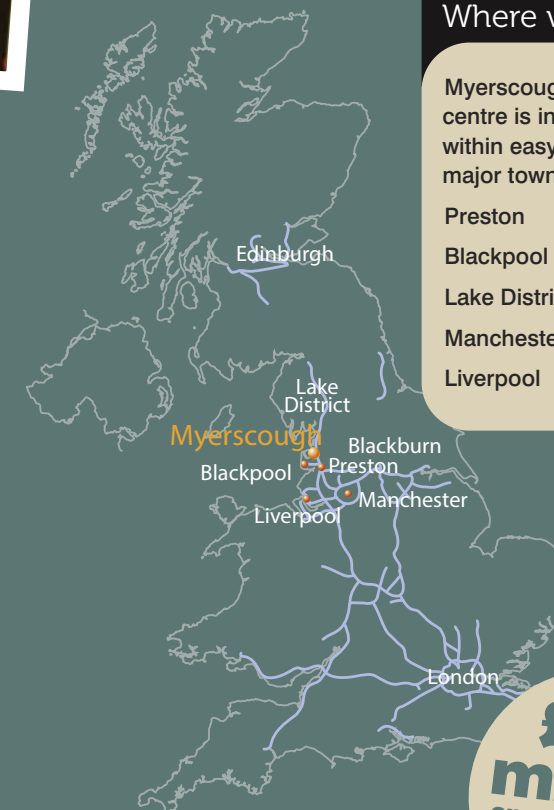 Where
Myerscoug
centre is in
within easy
major town
Preston
Blackpool
Lake Distri
Mancheste
Liverpool
Edinburgh
Lake
District
Myerscough
Blackburn
Blackpool
Preston
Manchester
Liverpool
London